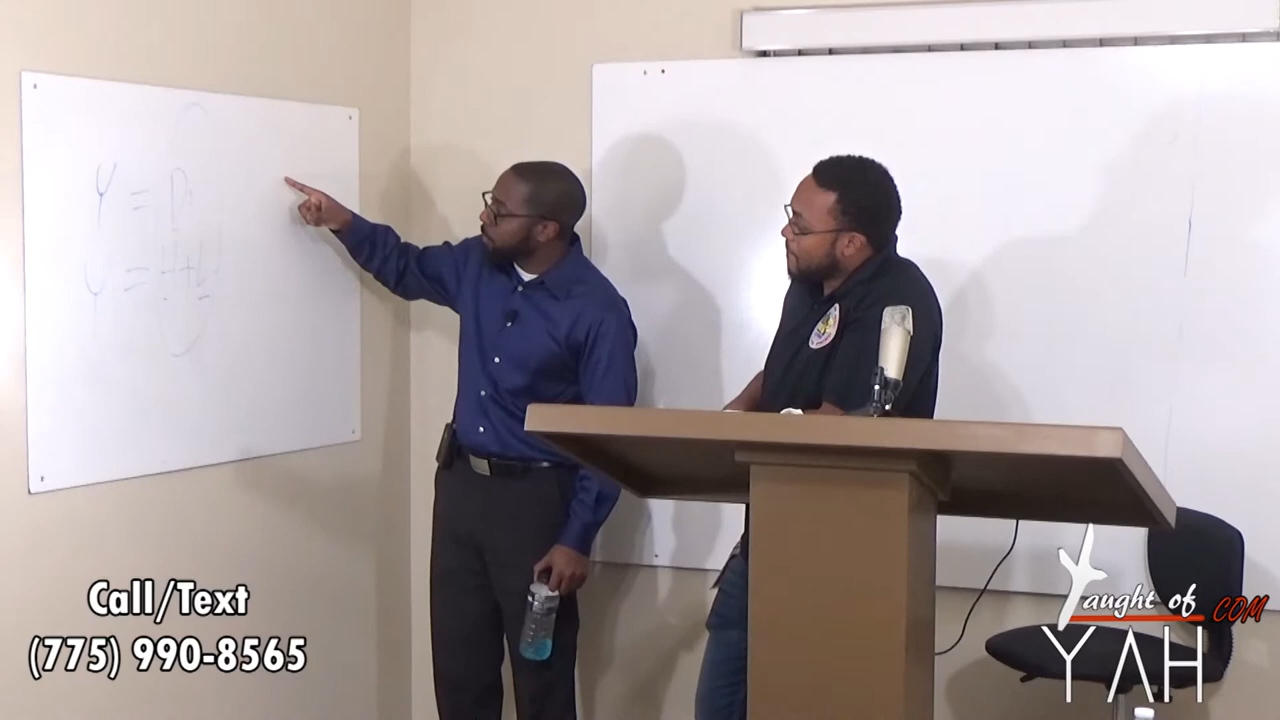 Y =
Call/Text
(775) 990-8565
Taught of
YAH
.COM